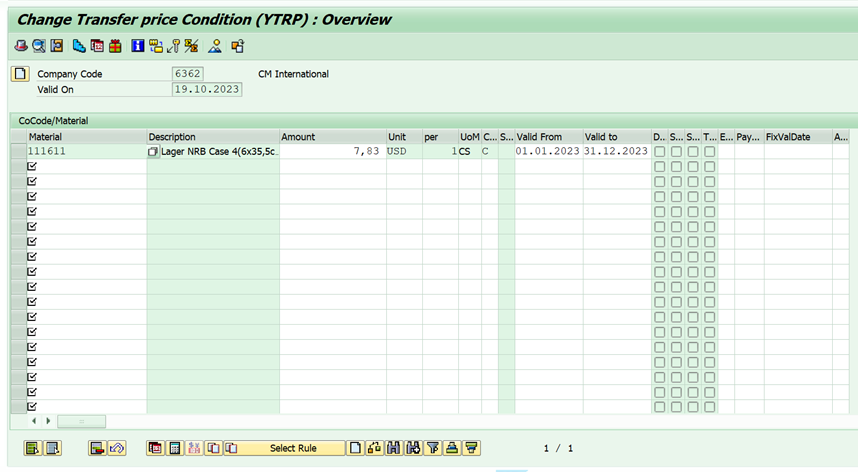 Change Transfer price Condition (YTRP) : Overview
Company Code 6362 CM International
Valid On 19.10.2023
CoCode/Material
Material Description Amount Unit per UoM C... S... Valid From Valid to D.. S... S... T... E... Pay... FixValDate A...
111611 Lager NRB Case 4(6x35,5c... 7,83 USD 1 CS C 01.01.2023 31.12.2023
Select Rule 1 / 1